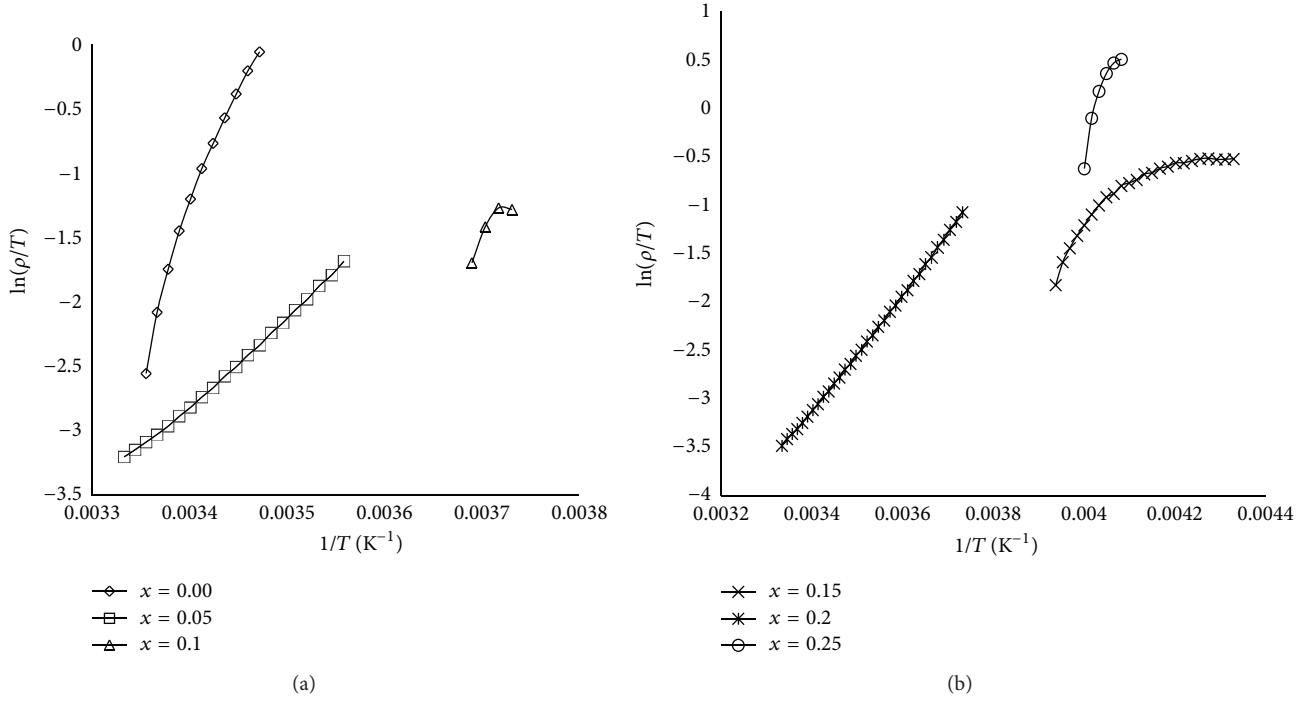 0
−0.5
−1
−1.5
−2
−2.5
−3
−3.5
ln(ρ/T)
0.0033 0.0034 0.0035 0.0036 0.0037 0.0038
1/T (K⁻¹)
x = 0.00
x = 0.05
x = 0.1
(a)
1
0.5
0
−0.5
−1
−1.5
−2
−2.5
−3
−3.5
−4
ln(ρ/T)
0.0032 0.0034 0.0036 0.0038 0.004 0.0042 0.0044
1/T (K⁻¹)
x = 0.15
x = 0.2
x = 0.25
(b)